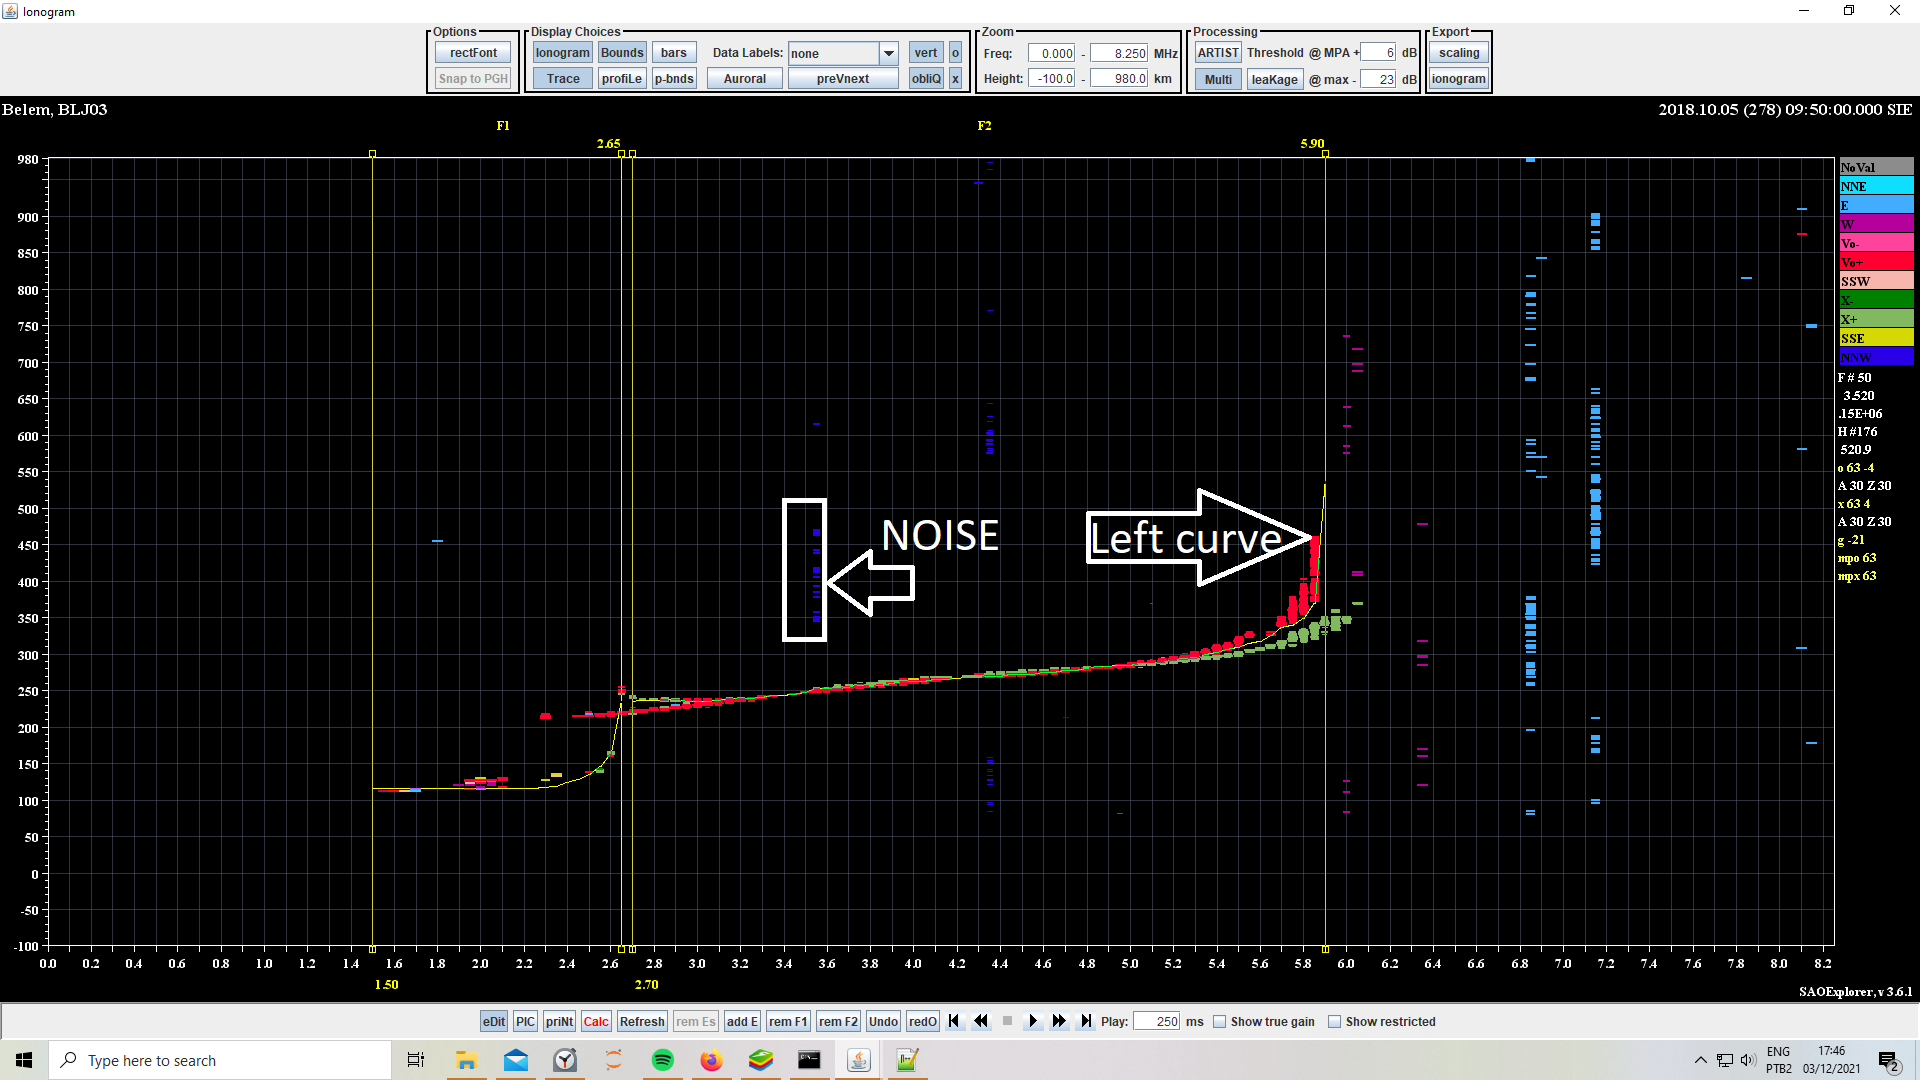 Ionogram
Options
Display Choices
Zoom
Processing
Export
rectFont
Ionogram Bounds bars Data Labels: none vert o
Freq: 0.000 - 8.250 MHz
ARTIST Threshold @ MPA + 6 dB
scaling
Snap to PGH
Trace profiLe p-bnds Auroral preVnext obliQ x
Height: -100.0 - 980.0 km
Multi leaKage @ max - 23 dB
ionogram
Belem, BLJ03
2018.10.05 (278) 09:50:00.000 SIE
F1
F2
2.65
5.90
980
900
850
800
750
700
650
600
550
500
450
400
350
300
250
200
150
100
50
0
-50
-100
NOISE
Left curve
NoVal
NNE
E
W
Vo-
Vo+
SSW
X-
X+
SSE
NNW
F # 50
3.520
.15E+06
H #176
520.9
o 63 -4
A 30 Z 30
x 63 4
A 30 Z 30
g -21
mpo 63
mpx 63
0.0 0.2 0.4 0.6 0.8 1.0 1.2 1.4 1.6 1.8 2.0 2.2 2.4 2.6 2.8 3.0 3.2 3.4 3.6 3.8 4.0 4.2 4.4 4.6 4.8 5.0 5.2 5.4 5.6 5.8 6.0 6.2 6.4 6.6 6.8 7.0 7.2 7.4 7.6 7.8 8.0 8.2
1.50
2.70
SAOExplorer, v 3.6.1
eDit PIC priNt Calc Refresh rem Es add E rem F1 rem F2 Undo redO Play: 250 ms Show true gain Show restricted
Type here to search
ENG
PTB2
17:46
03/12/2021
2